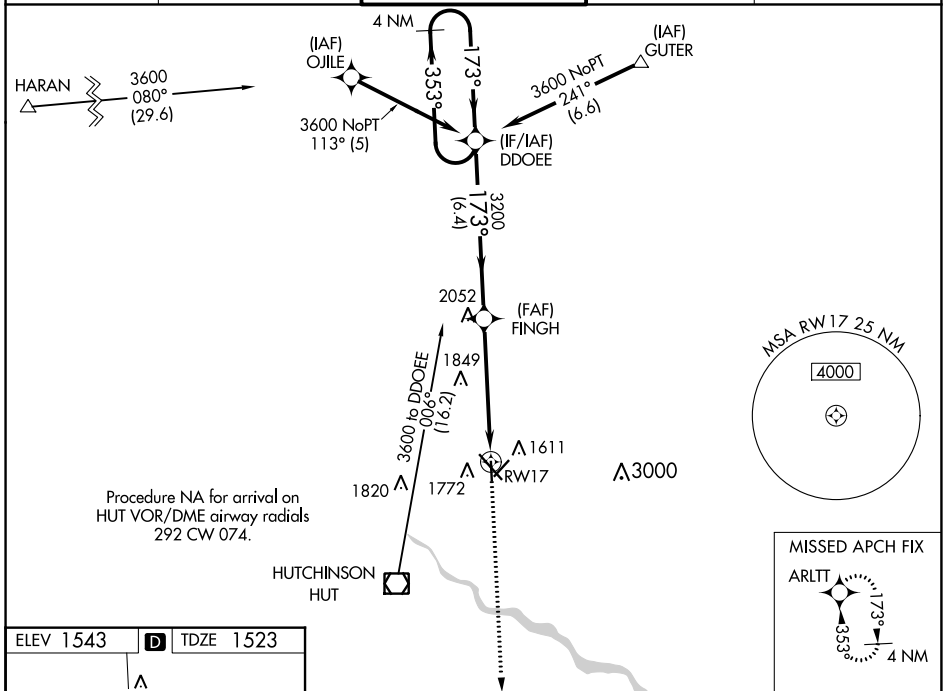 4 NM
(IAF)
OJILE
(IAF)
GUTER
HARAN
3600
080°
(29.6)
353°
173°
3600 NoPT
241°
(6.6)
3600 NoPT
113° (5)
(IF/IAF)
DDOEE
3200
173°
(6.4)
2052
(FAF)
FINGH
MSA RW17 25 NM
4000
1849
3600 to DDOEE
006°
(16.2)
1611
RW17
3000
1820
1772
Procedure NA for arrival on
HUT VOR/DME airway radials
292 CW 074.
HUTCHINSON
HUT
MISSED APCH FIX
ARLTT
173°
353°
4 NM
ELEV 1543 D TDZE 1523